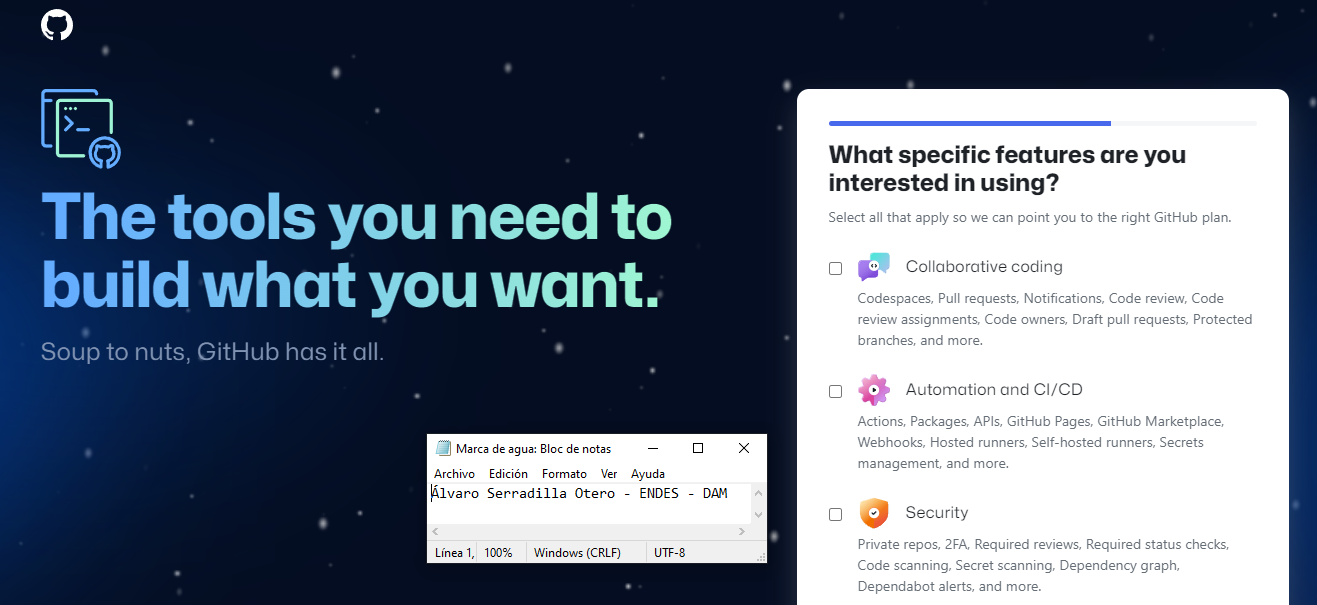 The tools you need to
build what you want.
Soup to nuts, GitHub has it all.
What specific features are you
interested in using?
Select all that apply so we can point you to the right GitHub plan.
Collaborative coding
Codespaces, Pull requests, Notifications, Code review, Code
review assignments, Code owners, Draft pull requests, Protected
branches, and more.
Automation and CI/CD
Actions, Packages, APIs, GitHub Pages, GitHub Marketplace,
Webhooks, Hosted runners, Self-hosted runners, Secrets
management, and more.
Security
Private repos, 2FA, Required reviews, Required status checks,
Code scanning, Secret scanning, Dependency graph,
Dependabot alerts, and more.
Marca de agua: Bloc de notas
Archivo Edición Formato Ver Ayuda
Álvaro Serradilla Otero - ENDES - DAM
Línea 1, 100% Windows (CRLF) UTF-8